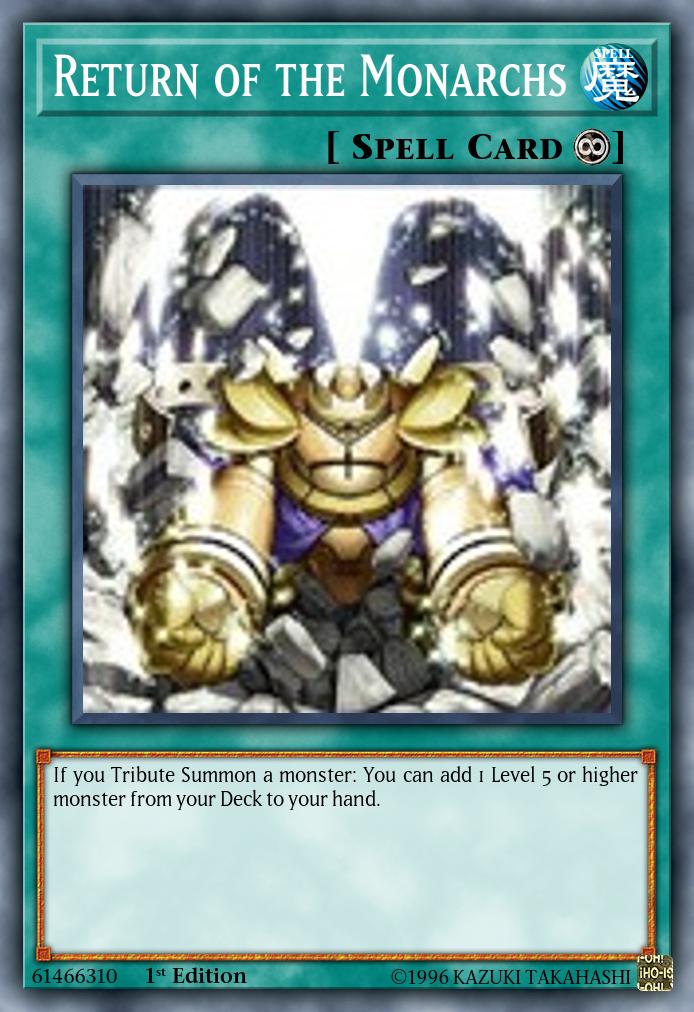 RETURN OF THE MONARCHS
SPELL
魔
[ SPELL CARD ]
If you Tribute Summon a monster: You can add 1 Level 5 or higher
monster from your Deck to your hand.
61466310 1st Edition ©1996 KAZUKI TAKAHASHI